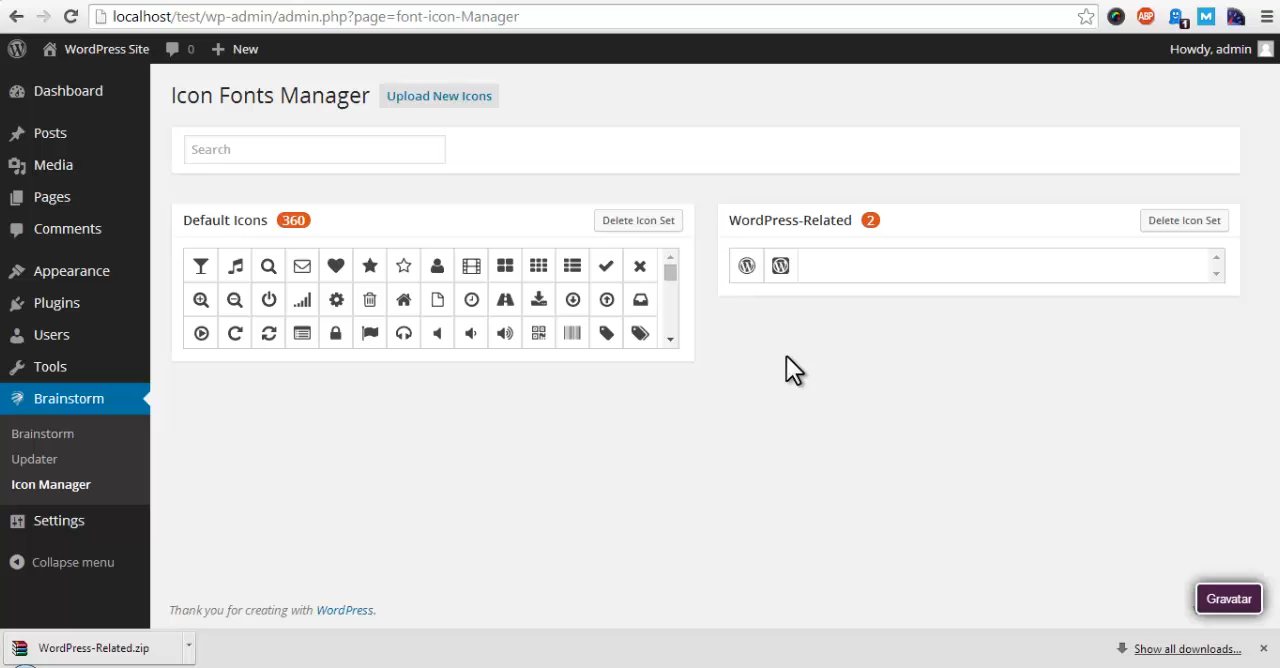 localhost/test/wp-admin/admin.php?page=font-icon-Manager
ABP
1
M
WordPress Site
0
New
Howdy, admin
Dashboard
Posts
Media
Pages
Comments
Appearance
Plugins
Users
Tools
Brainstorm
Brainstorm
Updater
Icon Manager
Settings
Collapse menu
Icon Fonts Manager
Upload New Icons
Search
Default Icons 360
Delete Icon Set
WordPress-Related 2
Delete Icon Set
Thank you for creating with WordPress.
Gravatar
WordPress-Related.zip
Show all downloads...